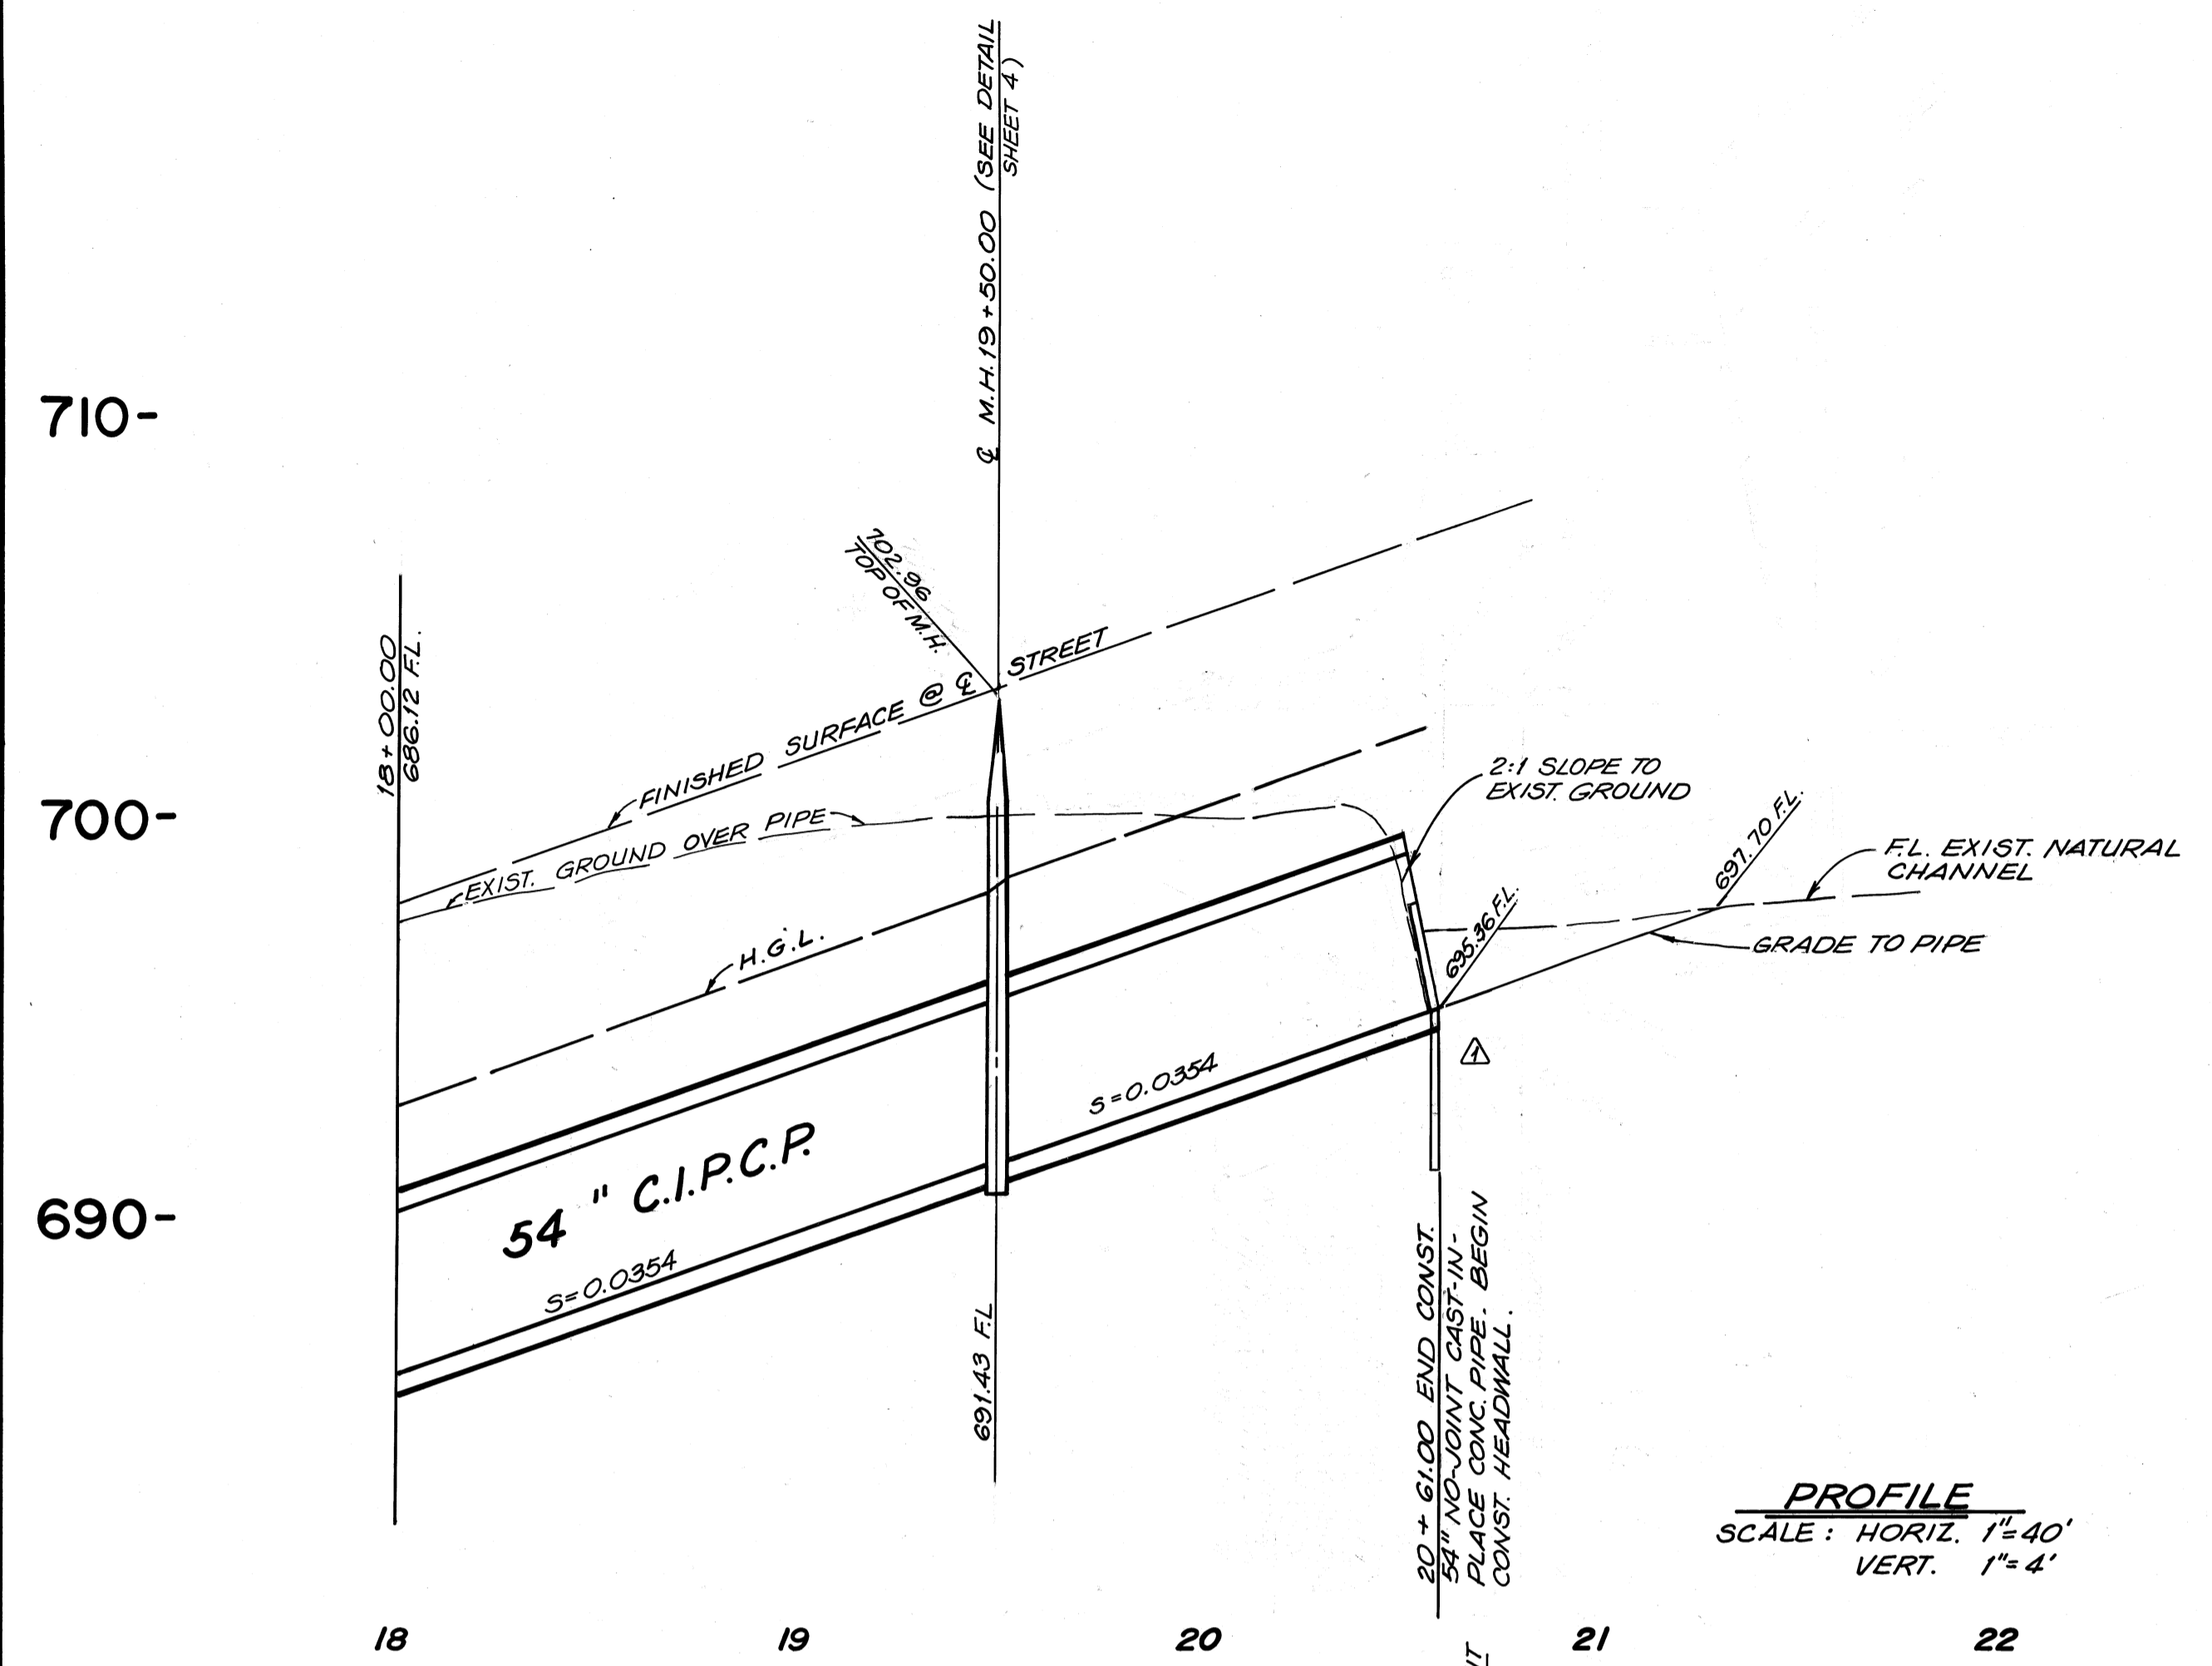 ℄ M.H. 19+50.00 (SEE DETAIL
SHEET 4)
710-
702.96
TOP OF M.H.
18+00.00
686.12 F.L.
FINISHED SURFACE @ ℄ STREET
700-
EXIST. GROUND OVER PIPE
2:1 SLOPE TO
EXIST. GROUND
697.70 F.L.
F.L. EXIST. NATURAL
CHANNEL
695.36 F.L.
GRADE TO PIPE
H.G.L.
1
S=0.0354
54" C.I.P.C.P.
690-
S=0.0354
691.43 F.L
20+61.00 END CONST.
54" NO-JOINT CAST-IN-
PLACE CONC. PIPE. BEGIN
CONST. HEADWALL.
PROFILE
SCALE: HORIZ. 1"=40'
VERT. 1"=4'
18 19 20 21 22